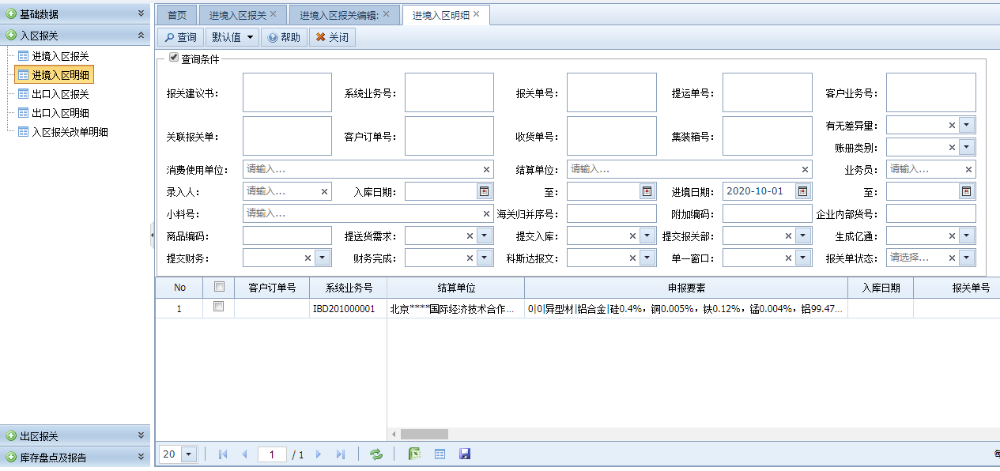 基础数据
入区报关
进境入区报关
进境入区明细
出口入区报关
出口入区明细
入区报关改单明细
出区报关
库存盘点及报告
首页 进境入区报关 进境入区报关编辑: 进境入区明细
查询 默认值 帮助 关闭
查询条件
报关建议书: 系统业务号: 报关单号: 提运单号: 客户业务号:
关联报关单: 客户订单号: 收货单号: 集装箱号: 有无差异量:
账册类别:
消费使用单位: 请输入... 结算单位: 请输入... 业务员: 请输入...
录入人: 请输入... 入库日期: 至: 进境日期: 2020-10-01 至:
小料号: 请输入... 海关归并序号: 附加编码: 企业内部货号:
商品编码: 提送货需求: 提交入库: 提交报关部: 生成亿通:
提交财务: 财务完成: 科斯达报文: 单一窗口: 报关单状态: 请选择...
No 客户订单号 系统业务号 结算单位 申报要素 入库日期 报关单号
1 IBD201000001 北京****国际经济技术合作... 0|0|异型材|铝合金|硅0.4%，铜0.005%，铁0.12%，锰0.004%，铝99.47...
20 1 / 1